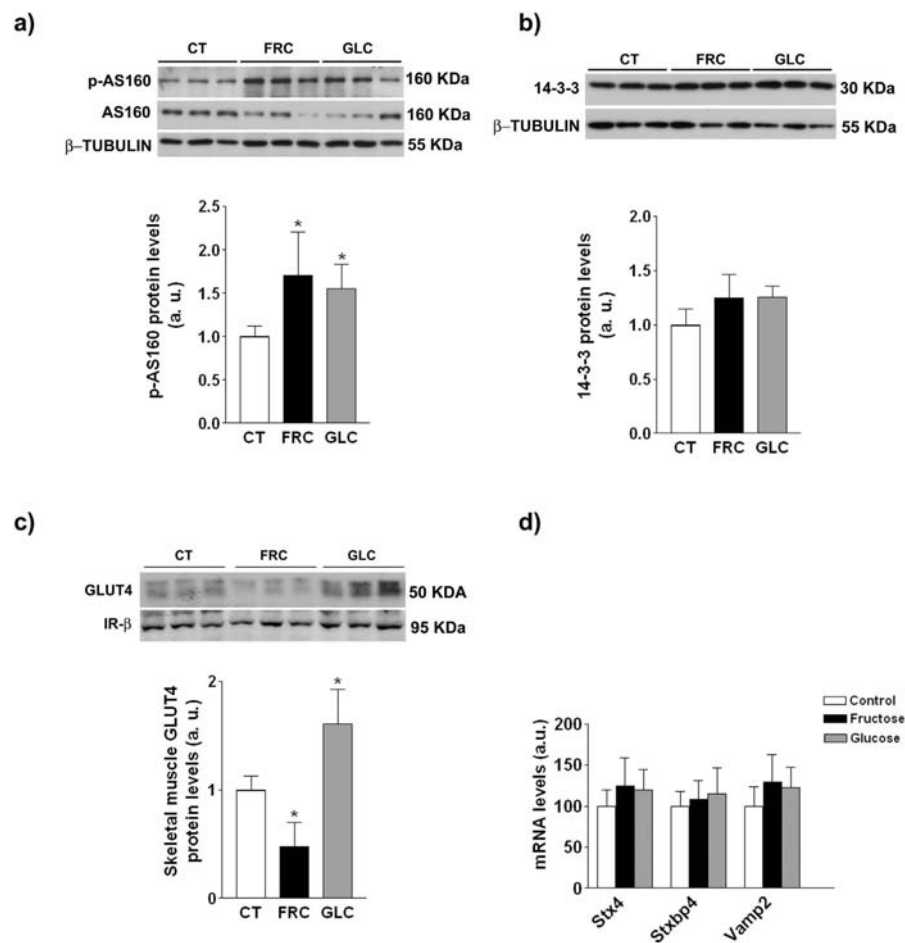 a)
CT FRC GLC
p-AS160 160 KDa
AS160 160 KDa
β–TUBULIN 55 KDa
p-AS160 protein levels
(a. u.)
2.5
2.0
1.5
1.0
0.5
0.0
* *
CT FRC GLC
b)
CT FRC GLC
14-3-3 30 KDa
β–TUBULIN 55 KDa
14-3-3 protein levels
(a. u.)
2.0
1.5
1.0
0.5
0.0
CT FRC GLC
c)
CT FRC GLC
GLUT4 50 KDA
IR-β 95 KDa
Skeletal muscle GLUT4
protein levels (a. u.)
2
1
0
* *
CT FRC GLC
d)
Control
Fructose
Glucose
mRNA levels (a.u.)
200
150
100
50
0
Stx4 Stxbp4 Vamp2